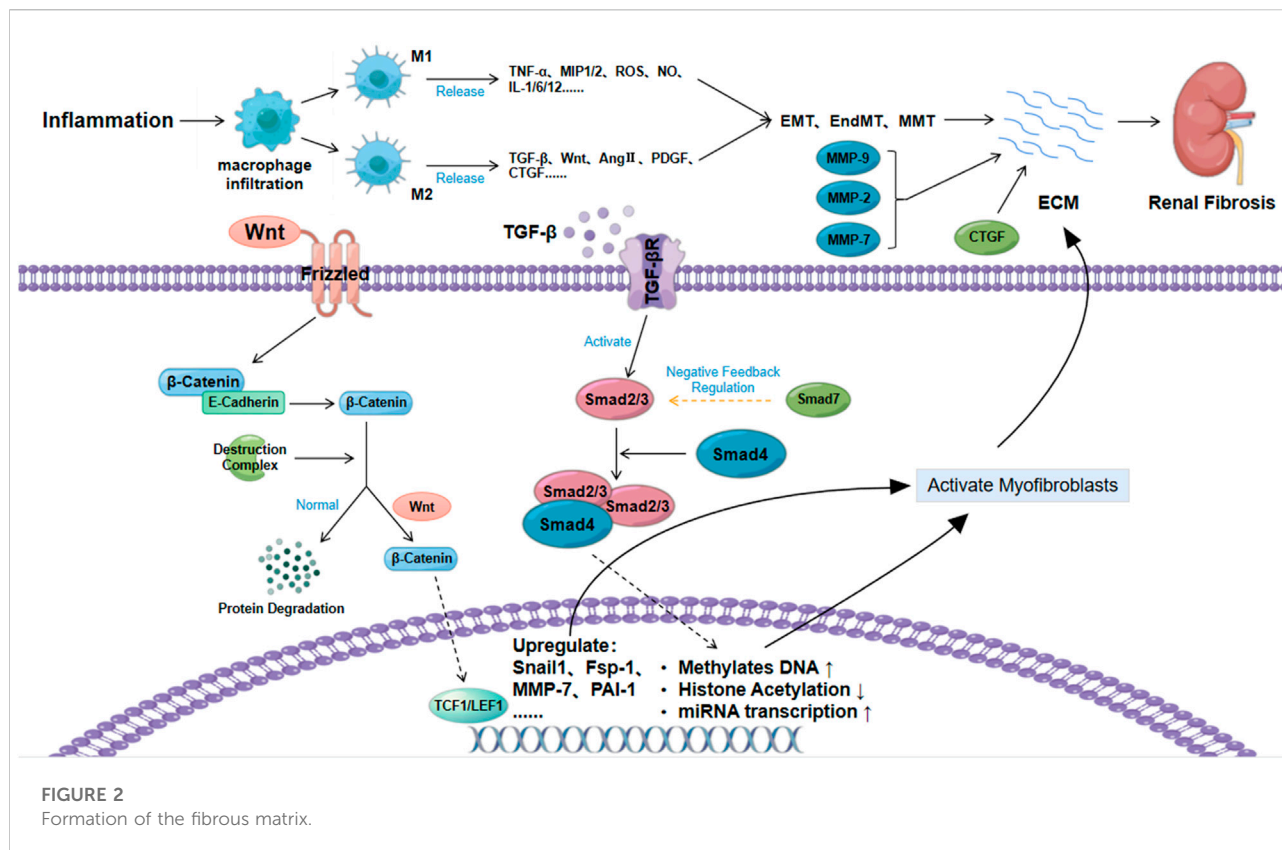 Inflammation
macrophage
infiltration
M1
M2
Release
Release
TNF-α、MIP1/2、ROS、NO、
IL-1/6/12......
TGF-β、Wnt、AngⅡ、PDGF、
CTGF......
EMT、EndMT、MMT
MMP-9
MMP-2
MMP-7
CTGF
ECM
Renal Fibrosis
Wnt
Frizzled
TGF-β
TGF-βR
Activate
β-Catenin
E-Cadherin
β-Catenin
Destruction
Complex
Normal
Wnt
Protein Degradation
β-Catenin
Smad2/3
Negative Feedback
Regulation
Smad7
Smad4
Smad2/3
Smad2/3
Smad4
Activate Myofibroblasts
TCF1/LEF1
Upregulate:
Snail1、Fsp-1、
MMP-7、PAI-1
......
• Methylates DNA ↑
• Histone Acetylation ↓
• miRNA transcription ↑
FIGURE 2
Formation of the fibrous matrix.